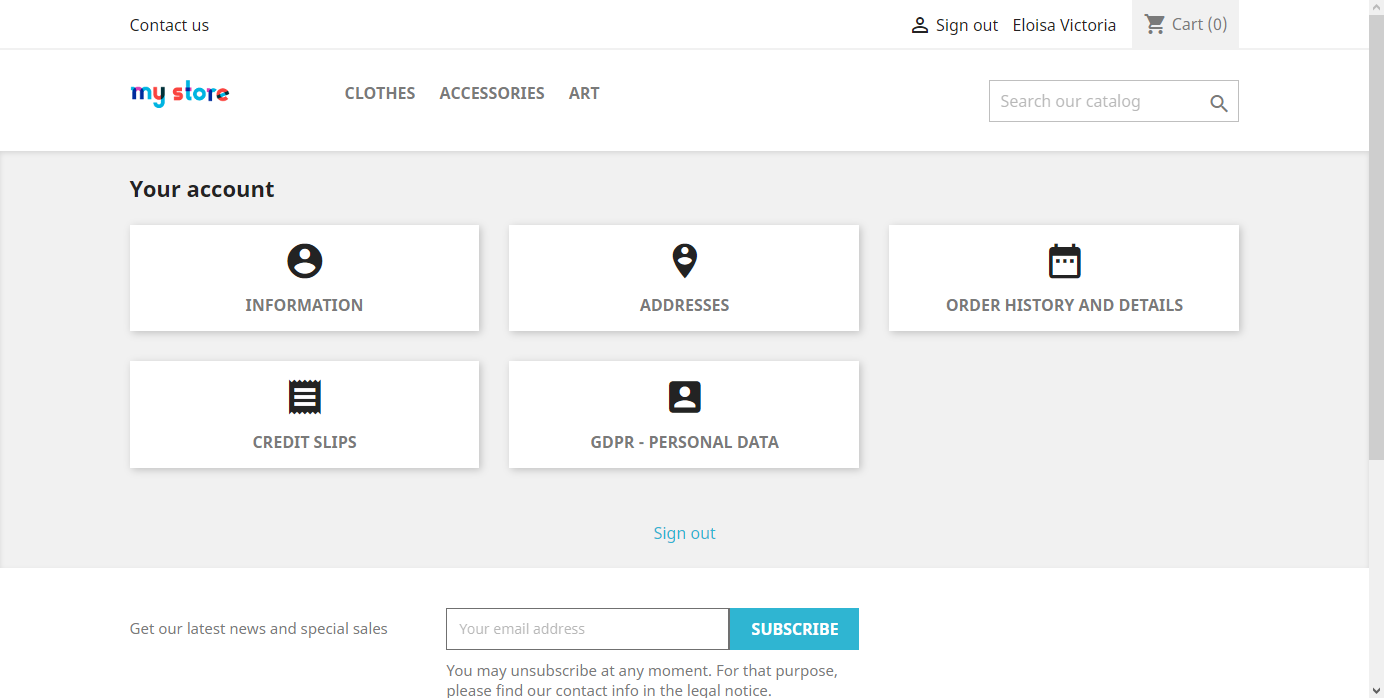 Contact us
Sign out Eloisa Victoria Cart (0)
my store
CLOTHES ACCESSORIES ART
Search our catalog
Your account
INFORMATION
ADDRESSES
ORDER HISTORY AND DETAILS
CREDIT SLIPS
GDPR - PERSONAL DATA
Sign out
Get our latest news and special sales
Your email address
SUBSCRIBE
You may unsubscribe at any moment. For that purpose,
please find our contact info in the legal notice.